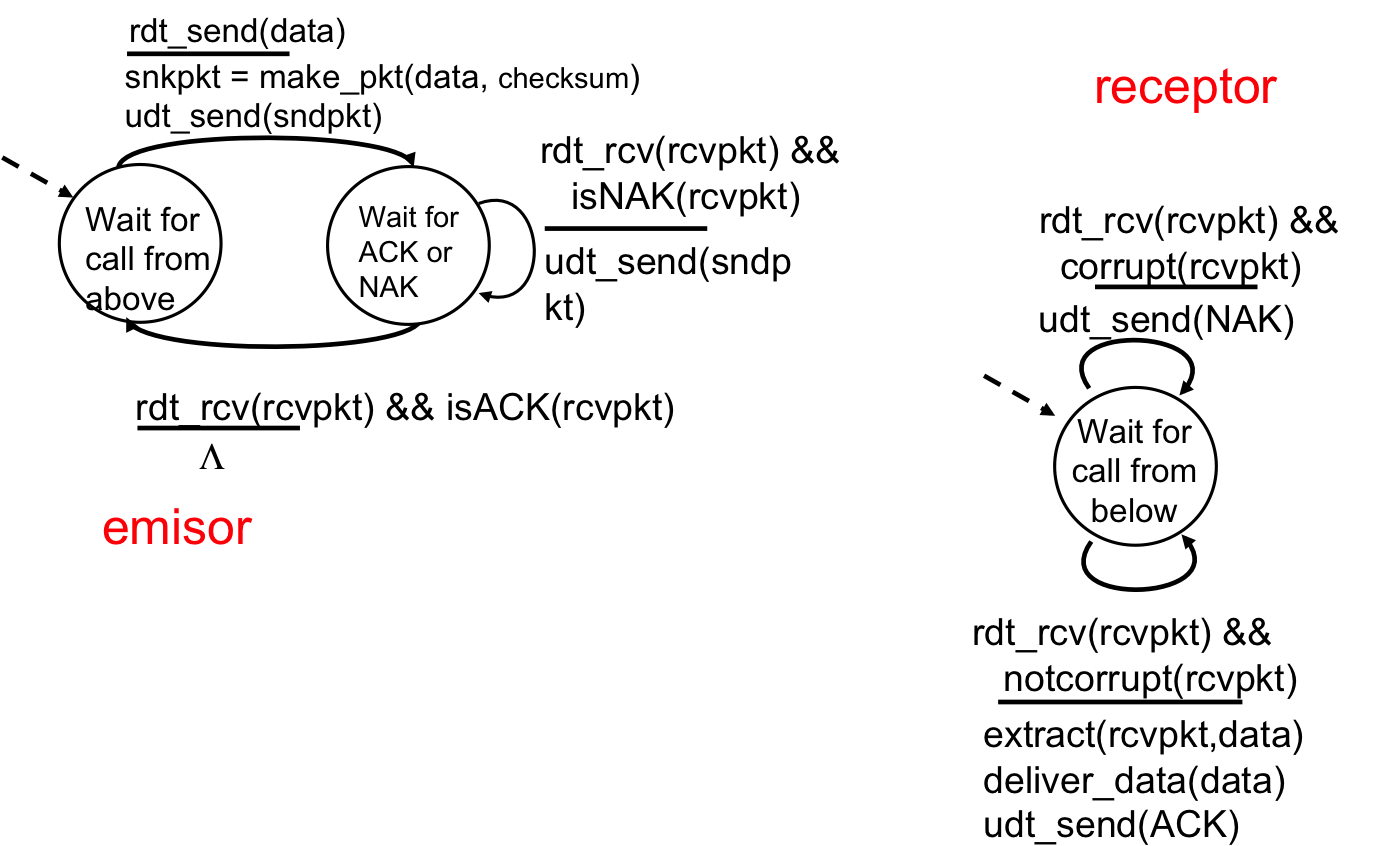 rdt_send(data)
snkpkt = make_pkt(data, checksum)
udt_send(sndpkt)
Wait for
call from
above
Wait for
ACK or
NAK
rdt_rcv(rcvpkt) &&
isNAK(rcvpkt)
udt_send(sndp
kt)
rdt_rcv(rcvpkt) && isACK(rcvpkt)
Λ
emisor
receptor
rdt_rcv(rcvpkt) &&
corrupt(rcvpkt)
udt_send(NAK)
Wait for
call from
below
rdt_rcv(rcvpkt) &&
notcorrupt(rcvpkt)
extract(rcvpkt,data)
deliver_data(data)
udt_send(ACK)